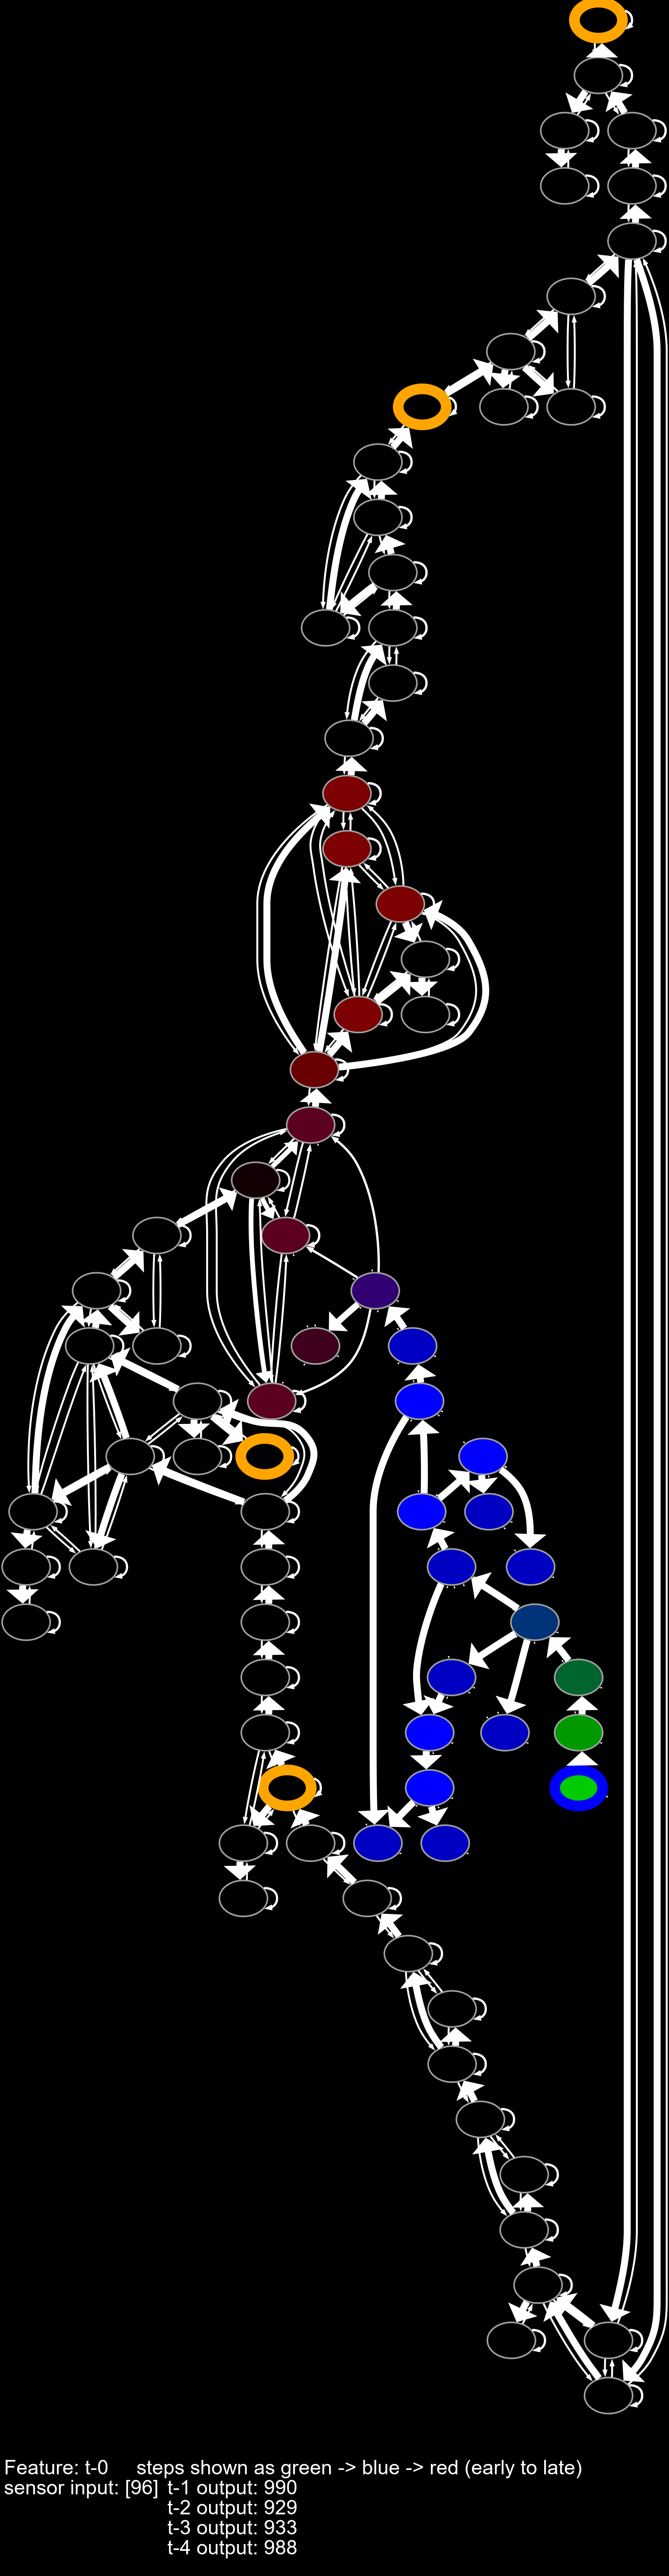 Feature: t-0     steps shown as green -> blue -> red (early to late)
sensor input: [96] t-1 output: 990
t-2 output: 929
t-3 output: 933
t-4 output: 988